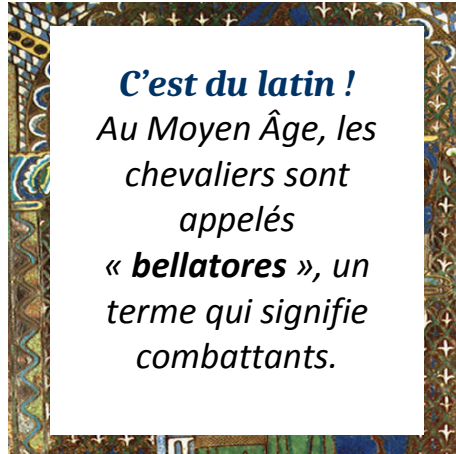 C’est du latin !
Au Moyen Âge, les
chevaliers sont
appelés
« bellatores », un
terme qui signifie
combattants.